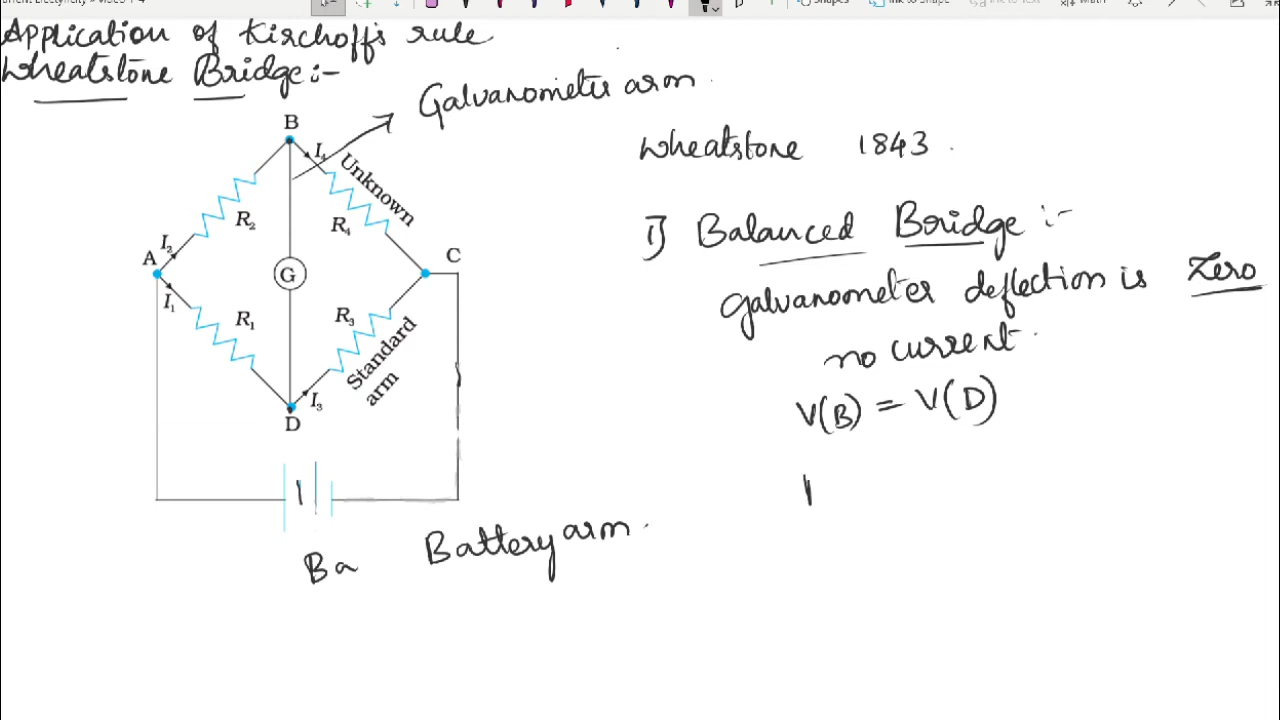 Application of Kirchoff's rule
Wheatstone Bridge:-
Galvanometer arm
Wheatstone 1843.
1) Balanced Bridge :-
galvanometer deflection is zero
no current.
V(B) = V(D)
B
I₄
Unknown
R₂
R₄
I₂
A
C
G
I₁
R₁
R₃
Standard
arm
I₃
D
Ba
Battery arm.